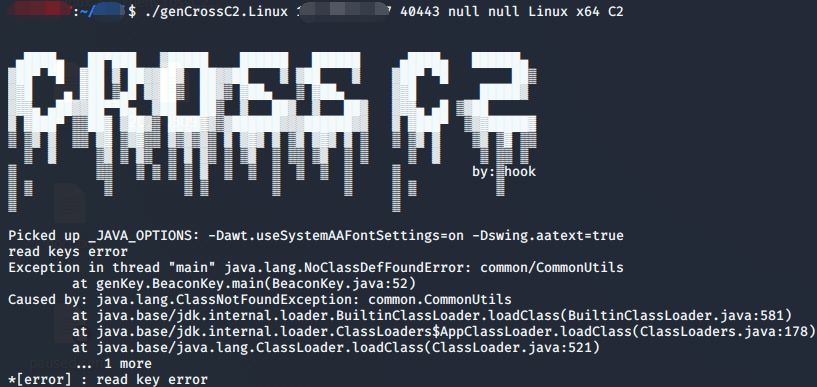 :~/ $ ./genCrossC2.Linux 40443 null null Linux x64 C2
CROSS C2
by: hook
Picked up _JAVA_OPTIONS: -Dawt.useSystemAAFontSettings=on -Dswing.aatext=true
read keys error
Exception in thread "main" java.lang.NoClassDefFoundError: common/CommonUtils
at genKey.BeaconKey.main(BeaconKey.java:52)
Caused by: java.lang.ClassNotFoundException: common.CommonUtils
at java.base/jdk.internal.loader.BuiltinClassLoader.loadClass(BuiltinClassLoader.java:581)
at java.base/jdk.internal.loader.ClassLoaders$AppClassLoader.loadClass(ClassLoaders.java:178)
at java.base/java.lang.ClassLoader.loadClass(ClassLoader.java:521)
... 1 more
*[error] : read key error